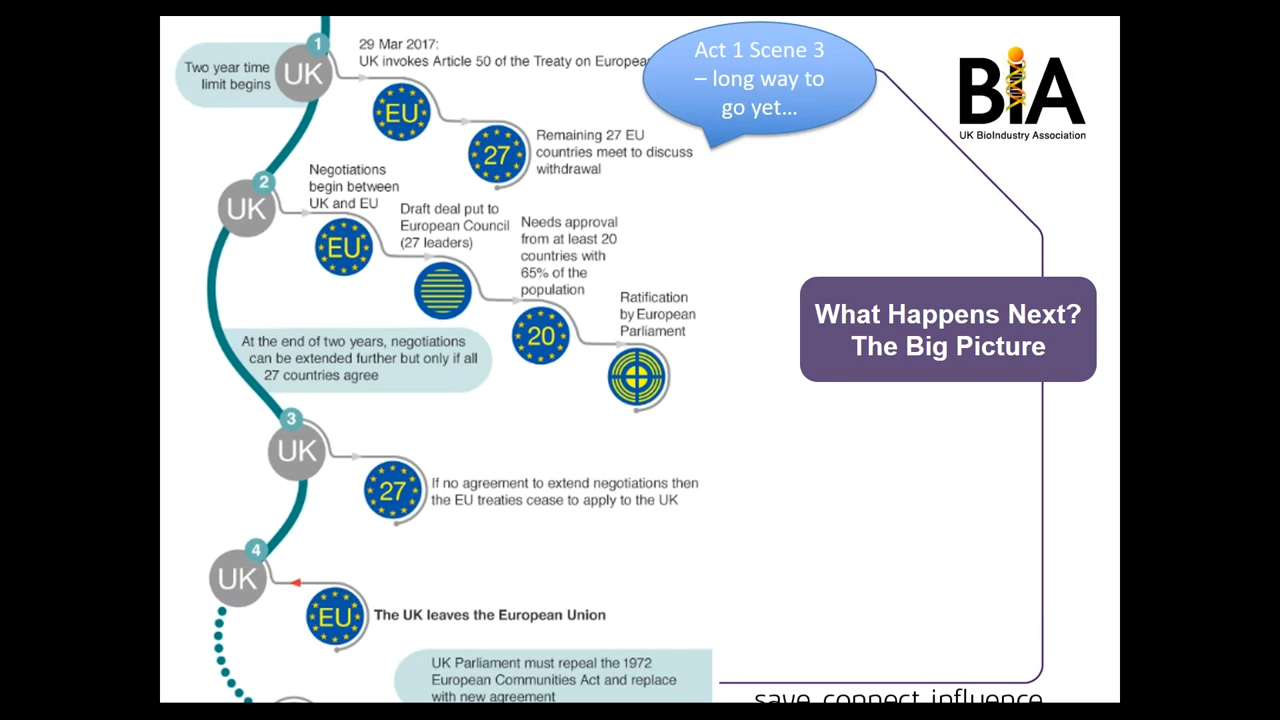 1
29 Mar 2017:
UK invokes Article 50 of the Treaty on Europea
Two year time
limit begins
UK
EU
27
Remaining 27 EU
countries meet to discuss
withdrawal
Act 1 Scene 3
– long way to
go yet...
BIA
UK BioIndustry Association
2
UK
Negotiations
begin between
UK and EU
EU
Draft deal put to
European Council
(27 leaders)
Needs approval
from at least 20
countries with
65% of the
population
20
Ratification
by European
Parliament
What Happens Next?
The Big Picture
At the end of two years, negotiations
can be extended further but only if all
27 countries agree
3
UK
27
If no agreement to extend negotiations then
the EU treaties cease to apply to the UK
4
UK
EU
The UK leaves the European Union
UK Parliament must repeal the 1972
European Communities Act and replace
with new agreement
save connect influence